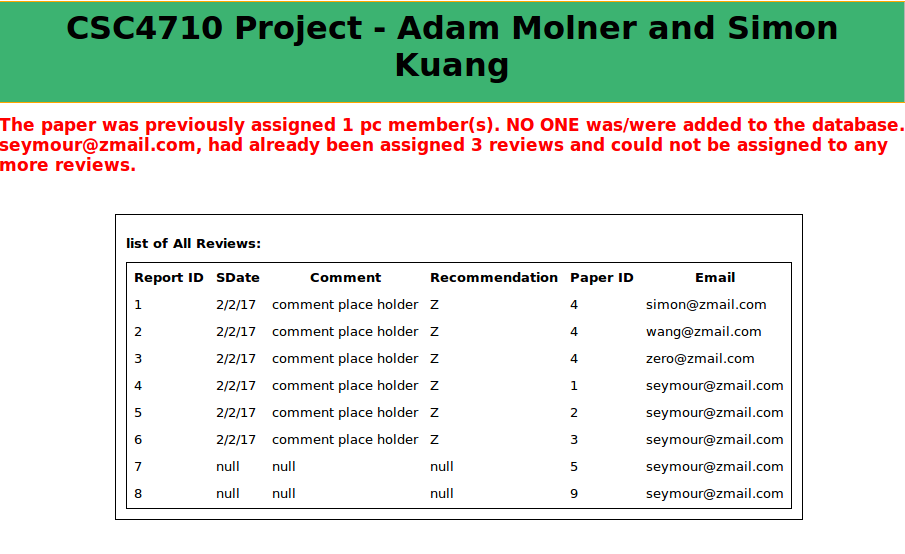 CSC4710 Project - Adam Molner and Simon
Kuang
The paper was previously assigned 1 pc member(s). NO ONE was/were added to the database.
seymour@zmail.com, had already been assigned 3 reviews and could not be assigned to any
more reviews.
list of All Reviews:
Report ID SDate Comment Recommendation Paper ID Email
1 2/2/17 comment place holder Z 4 simon@zmail.com
2 2/2/17 comment place holder Z 4 wang@zmail.com
3 2/2/17 comment place holder Z 4 zero@zmail.com
4 2/2/17 comment place holder Z 1 seymour@zmail.com
5 2/2/17 comment place holder Z 2 seymour@zmail.com
6 2/2/17 comment place holder Z 3 seymour@zmail.com
7 null null null 5 seymour@zmail.com
8 null null null 9 seymour@zmail.com